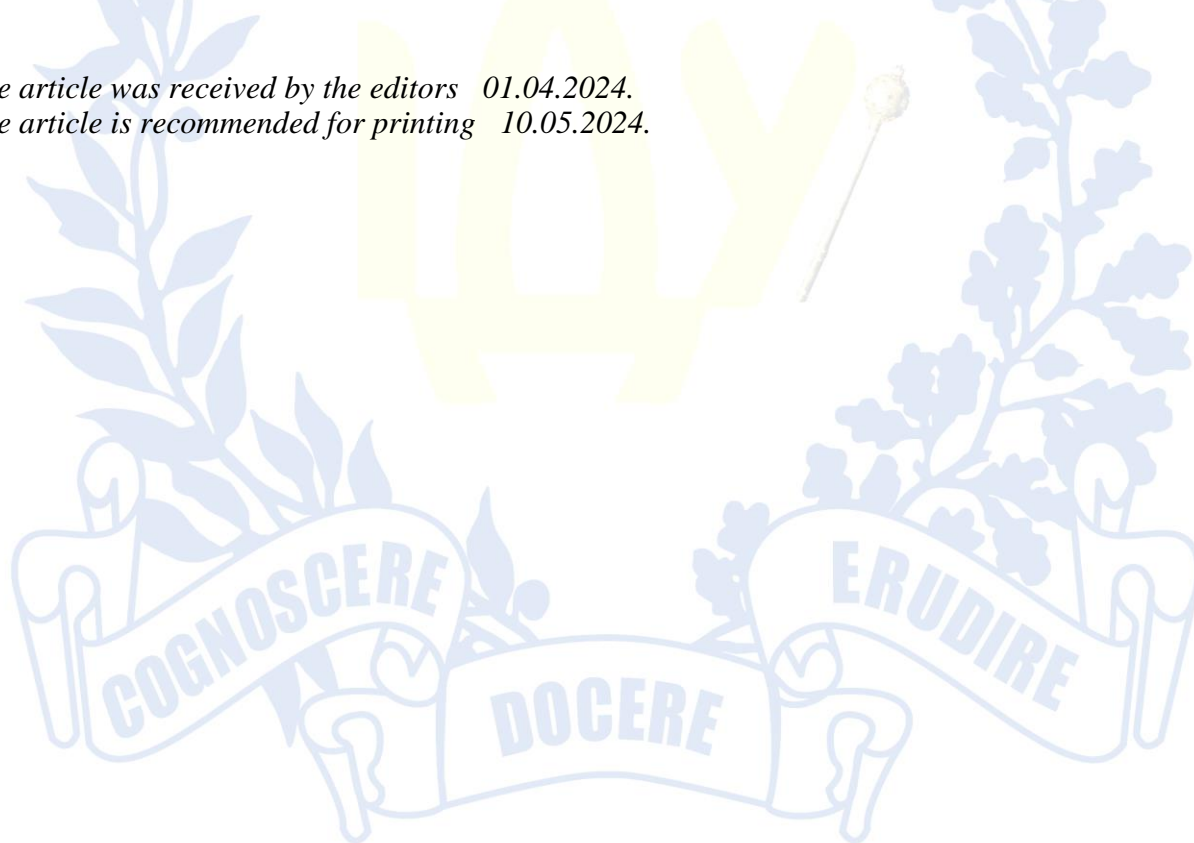 e article was received by the editors 01.04.2024.
e article is recommended for printing 10.05.2024.
COGNOSCERE
ERUDIRE
DOCERE